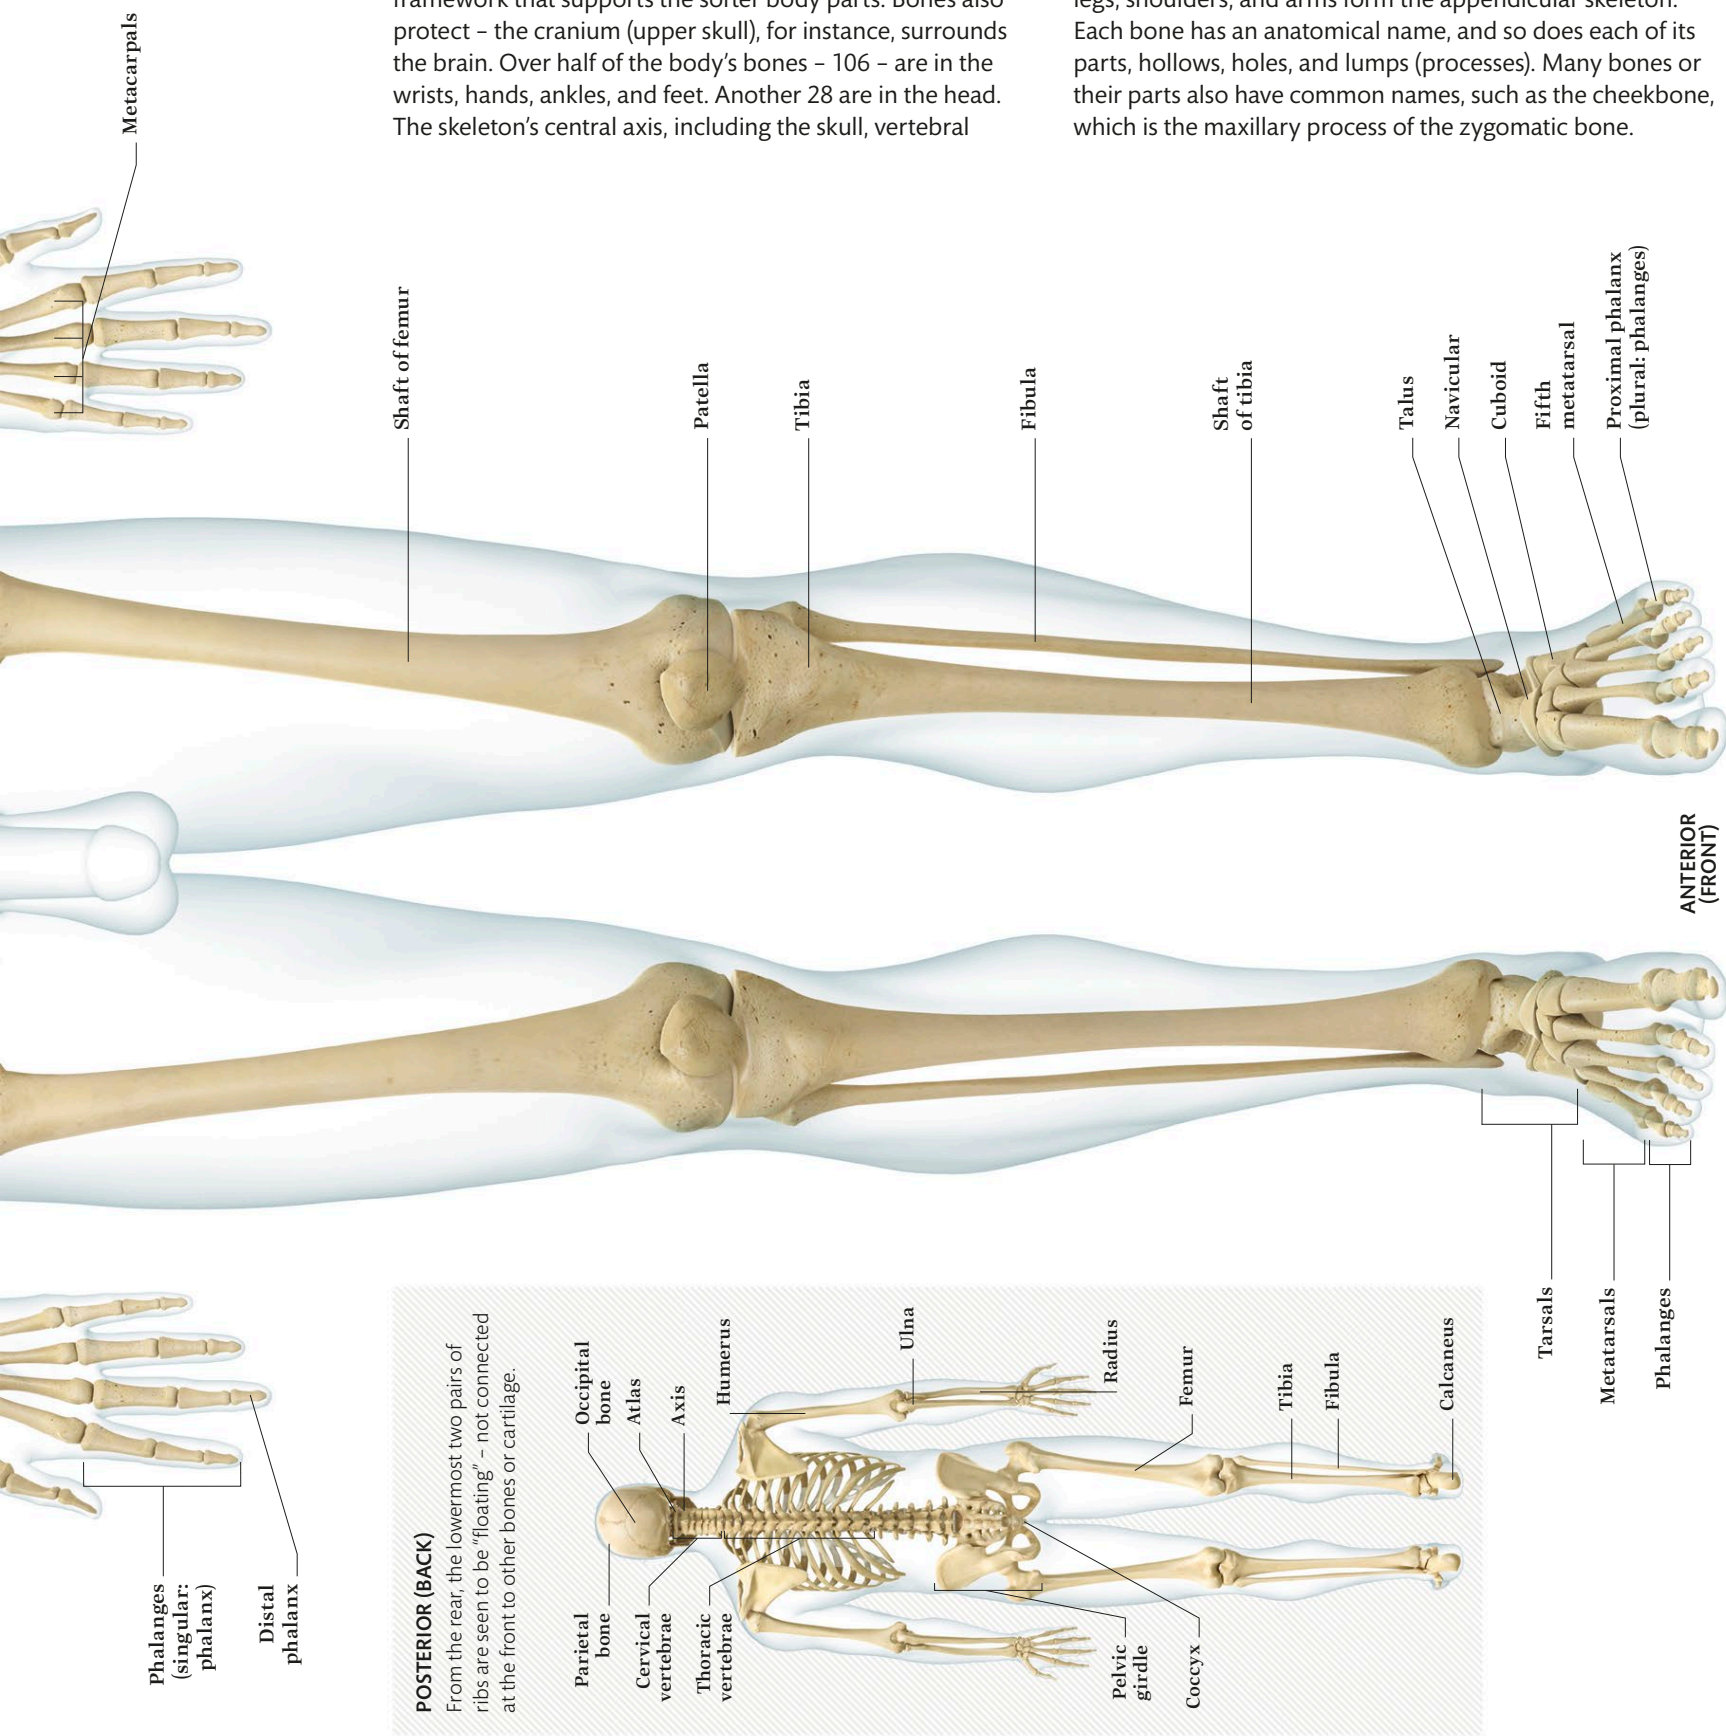 framework that supports the softer body parts. Bones also
protect – the cranium (upper skull), for instance, surrounds
the brain. Over half of the body's bones – 106 – are in the
wrists, hands, ankles, and feet. Another 28 are in the head.
The skeleton's central axis, including the skull, vertebral
legs, shoulders, and arms form the appendicular skeleton.
Each bone has an anatomical name, and so does each of its
parts, hollows, holes, and lumps (processes). Many bones or
their parts also have common names, such as the cheekbone,
which is the maxillary process of the zygomatic bone.
Metacarpals
Shaft of femur
Patella
Tibia
Fibula
Shaft
of tibia
Talus
Navicular
Cuboid
Fifth
metatarsal
Proximal phalanx
(plural: phalanges)
ANTERIOR
(FRONT)
Tarsals
Metatarsals
Phalanges
Phalanges
(singular:
phalanx)
Distal
phalanx
POSTERIOR (BACK)
From the rear, the lowermost two pairs of
ribs are seen to be "floating" – not connected
at the front to other bones or cartilage.
Occipital
bone
Atlas
Axis
Humerus
Ulna
Radius
Femur
Tibia
Fibula
Calcaneus
Parietal
bone
Cervical
vertebrae
Thoracic
vertebrae
Pelvic
girdle
Coccyx